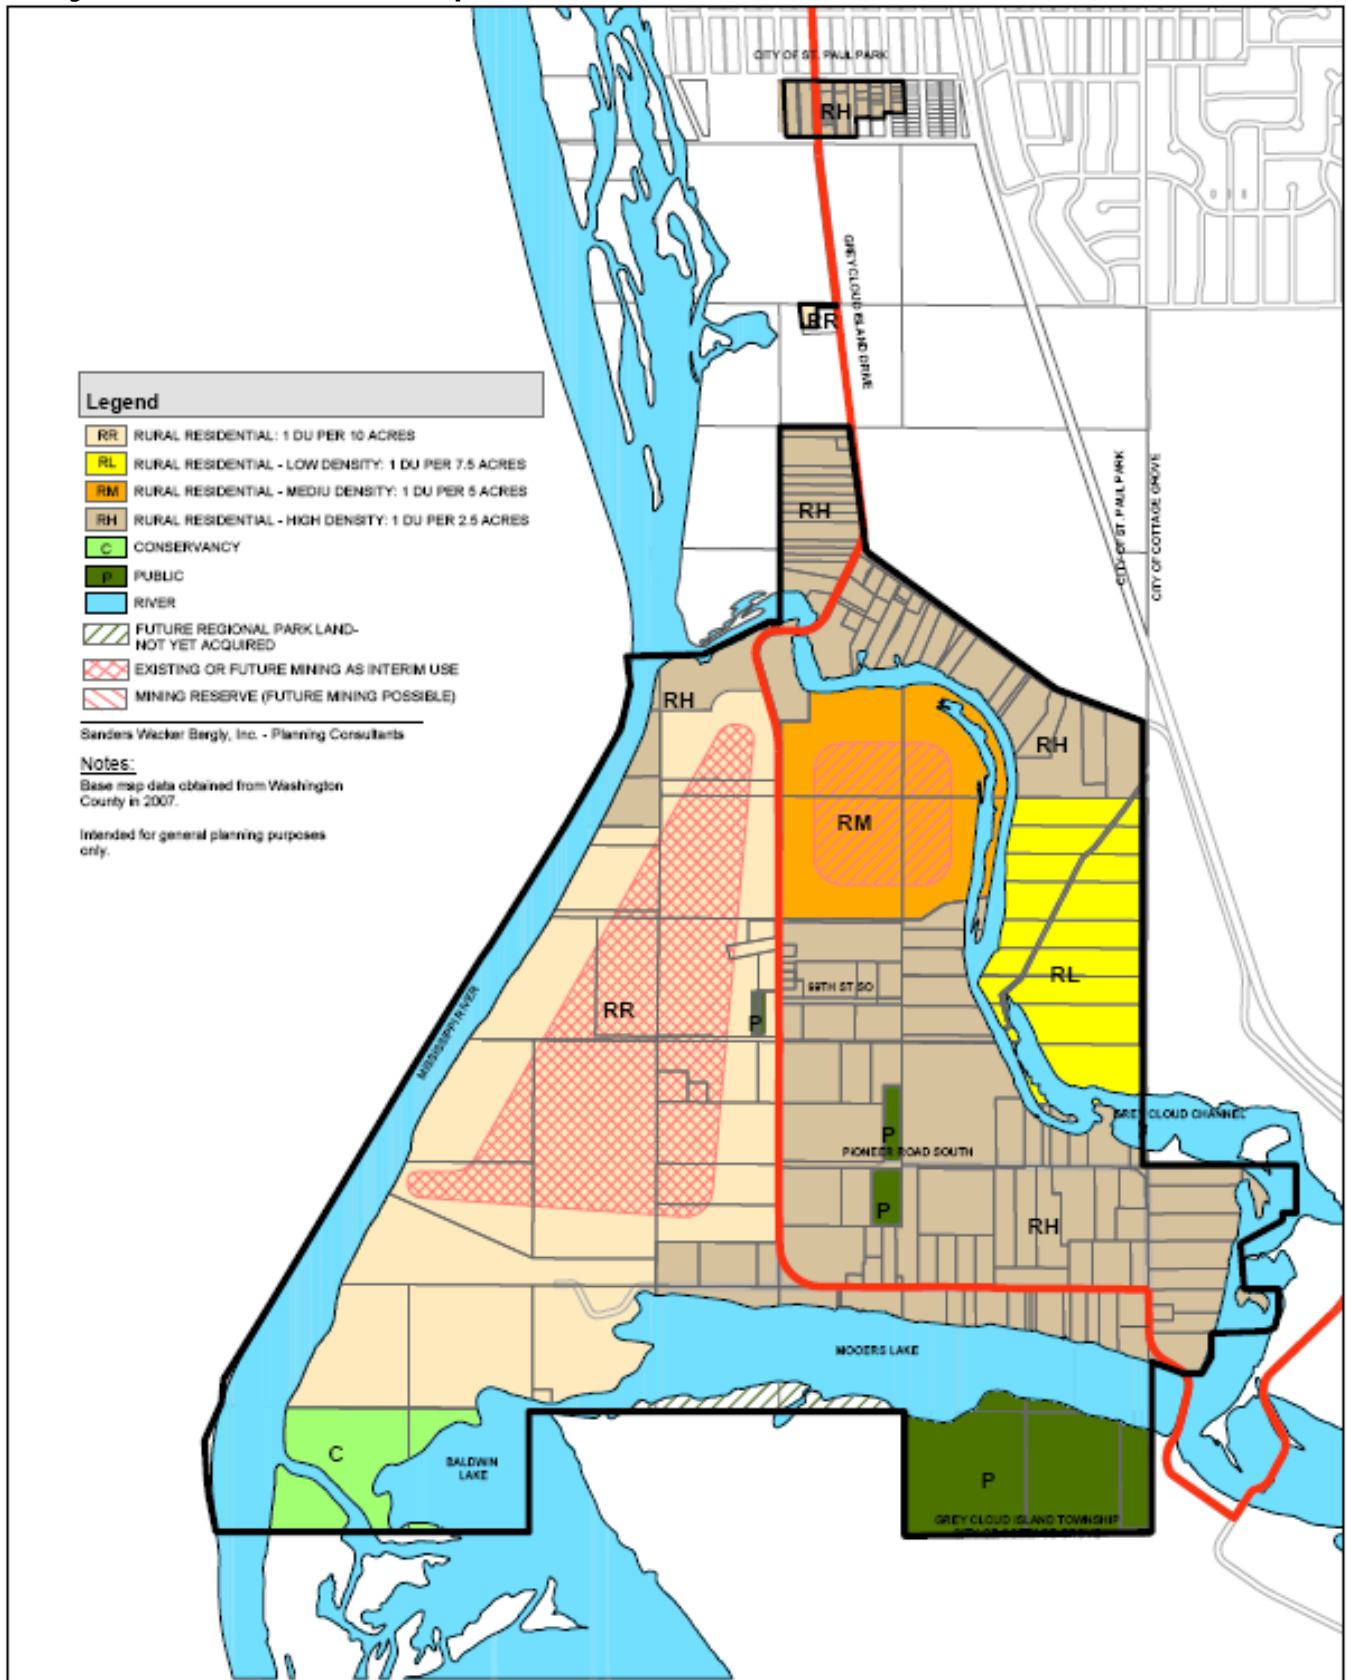 CITY OF ST. PAUL PARK
RH
GREY CLOUD ISLAND DRIVE
RR
Legend
RR RURAL RESIDENTIAL: 1 DU PER 10 ACRES
RL RURAL RESIDENTIAL - LOW DENSITY: 1 DU PER 7.5 ACRES
RM RURAL RESIDENTIAL - MEDIU DENSITY: 1 DU PER 5 ACRES
RH RURAL RESIDENTIAL - HIGH DENSITY: 1 DU PER 2.5 ACRES
C CONSERVANCY
P PUBLIC
RIVER
FUTURE REGIONAL PARK LAND-
NOT YET ACQUIRED
EXISTING OR FUTURE MINING AS INTERIM USE
MINING RESERVE (FUTURE MINING POSSIBLE)
Sanders Wacker Bergly, Inc. - Planning Consultants
Notes:
Base map data obtained from Washington
County in 2007.
Intended for general planning purposes
only.
RH
CITY OF ST. PAUL PARK
CITY OF COTTAGE GROVE
RH
RH
RM
RL
99TH ST SO
RR
P
MISSISSIPPI RIVER
GREY CLOUD CHANNEL
P
PIONEER ROAD SOUTH
P
RH
MOOERS LAKE
C
BALDWIN
LAKE
P
GREY CLOUD ISLAND TOWNSHIP